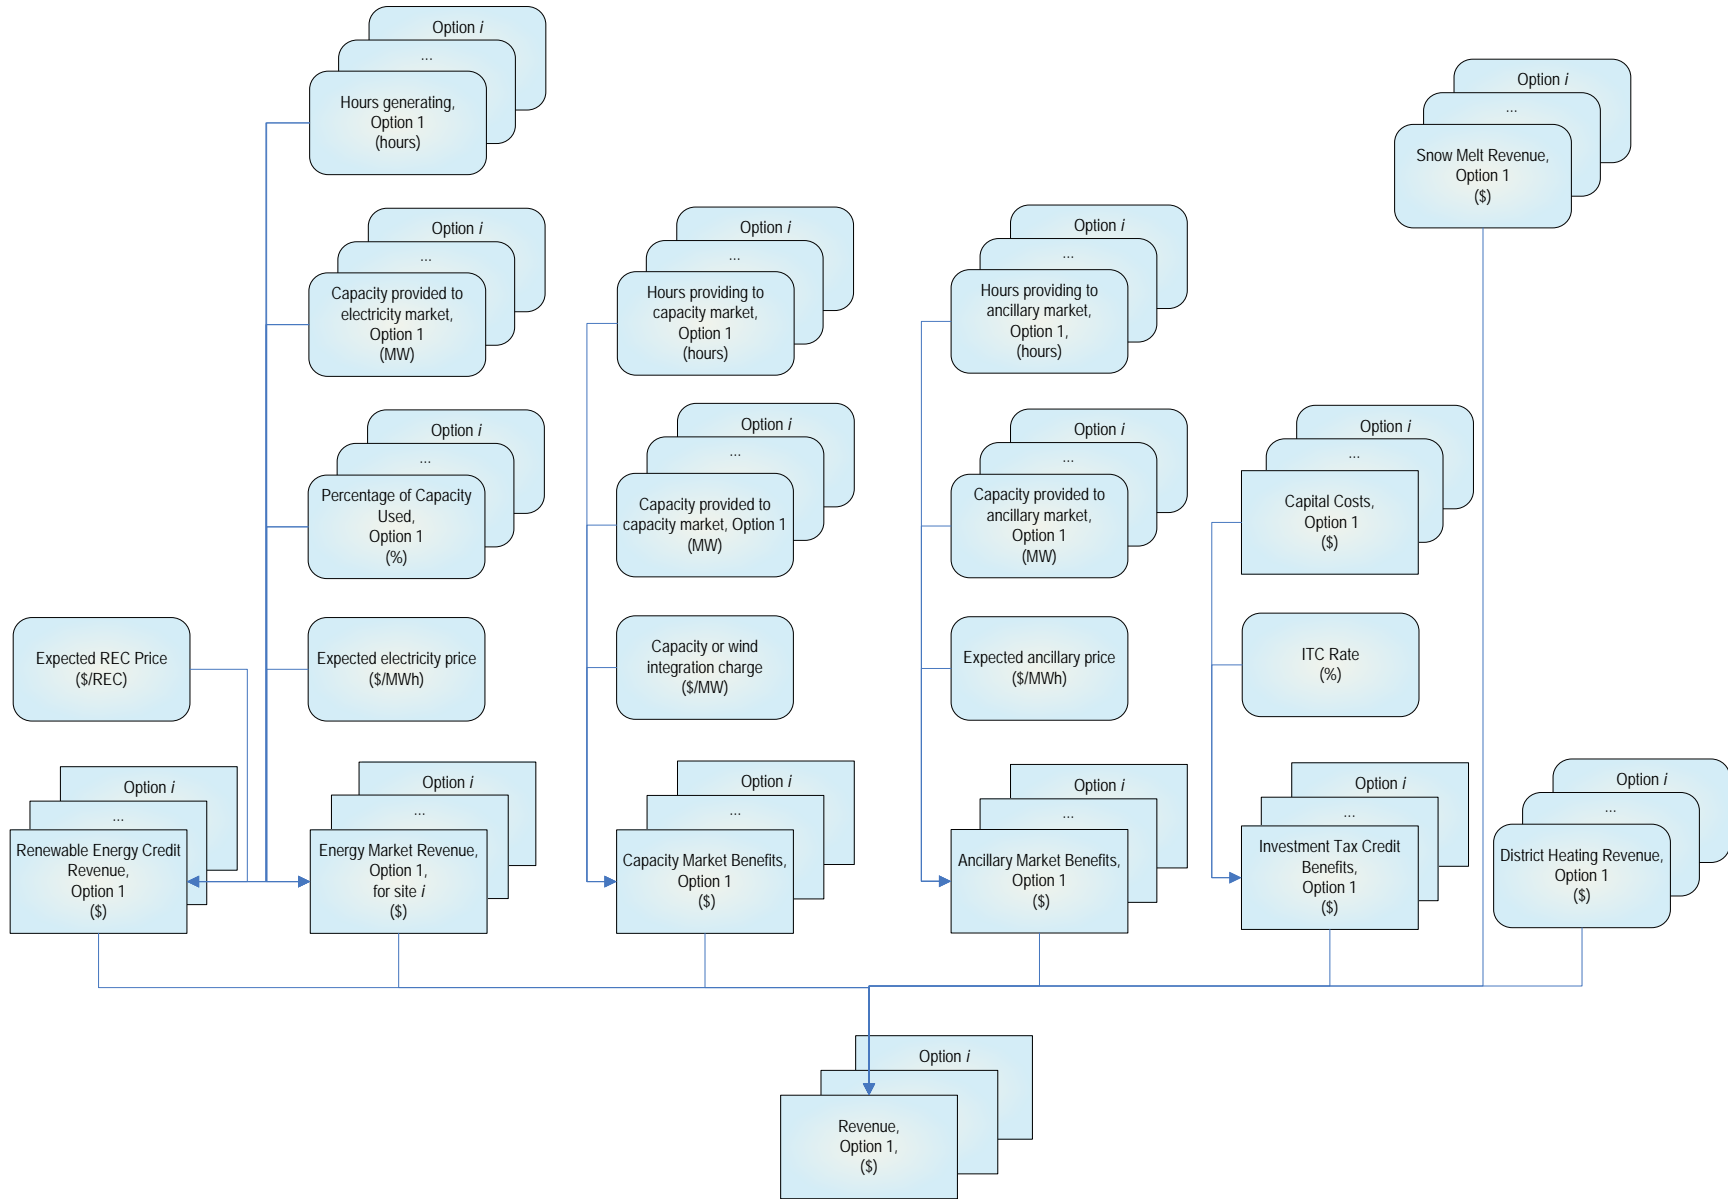 Option i
...
Hours generating,
Option 1
(hours)
Option i
...
Snow Melt Revenue,
Option 1
($)
Option i
...
Capacity provided to
electricity market,
Option 1
(MW)
Option i
...
Hours providing to
capacity market,
Option 1
(hours)
Option i
...
Hours providing to
ancillary market,
Option 1,
(hours)
Option i
...
Percentage of Capacity
Used,
Option 1
(%)
Option i
...
Capacity provided to
capacity market, Option 1
(MW)
Option i
...
Capacity provided to
ancillary market,
Option 1
(MW)
Option i
...
Capital Costs,
Option 1
($)
Expected REC Price
($/REC)
Expected electricity price
($/MWh)
Capacity or wind
integration charge
($/MW)
Expected ancillary price
($/MWh)
ITC Rate
(%)
Option i
...
Renewable Energy Credit
Revenue,
Option 1
($)
Option i
...
Energy Market Revenue,
Option 1,
for site i
($)
Option i
...
Capacity Market Benefits,
Option 1
($)
Option i
...
Ancillary Market Benefits,
Option 1
($)
Option i
...
Investment Tax Credit
Benefits,
Option 1
($)
Option i
...
District Heating Revenue,
Option 1
($)
Option i
...
Revenue,
Option 1,
($)